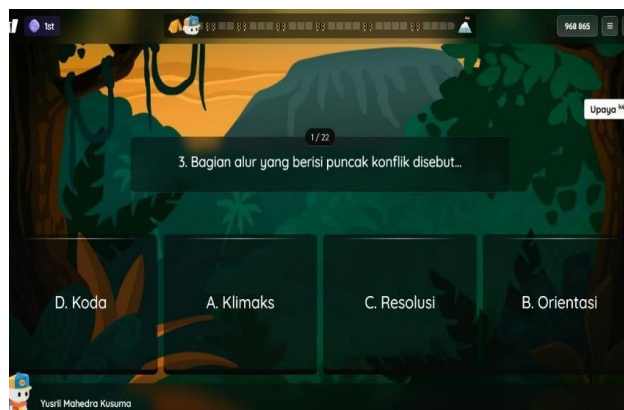 1st
968 865
Upaya
1/22
3. Bagian alur yang berisi puncak konflik disebut...
D. Koda
A. Klimaks
C. Resolusi
B. Orientasi
Yusril Mahedra Kusuma